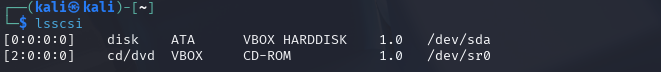 ┌──(kali㉿kali)-[~]
└─$ lsscsi
[0:0:0:0]    disk    ATA      VBOX HARDDISK    1.0   /dev/sda
[2:0:0:0]    cd/dvd  VBOX     CD-ROM           1.0   /dev/sr0